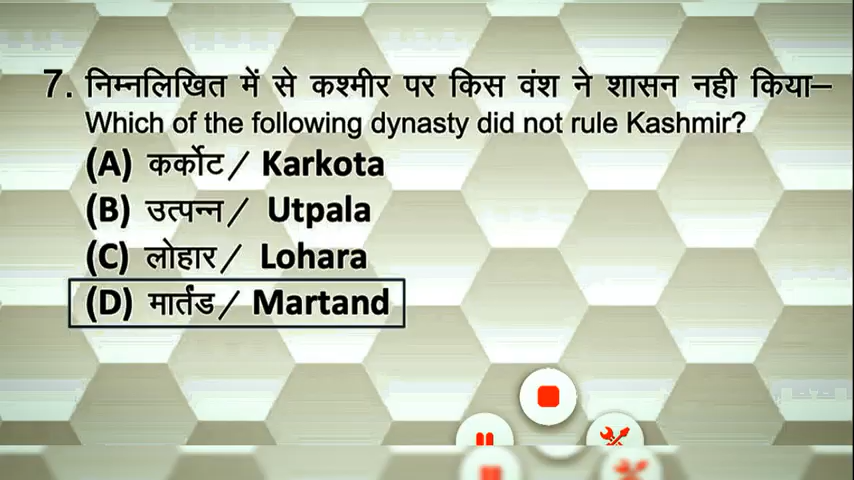 7. निम्नलिखित में से कश्मीर पर किस वंश ने शासन नही किया–
Which of the following dynasty did not rule Kashmir?
(A) कर्कोट / Karkota
(B) उत्पन्न / Utpala
(C) लोहार / Lohara
(D) मार्तंड / Martand